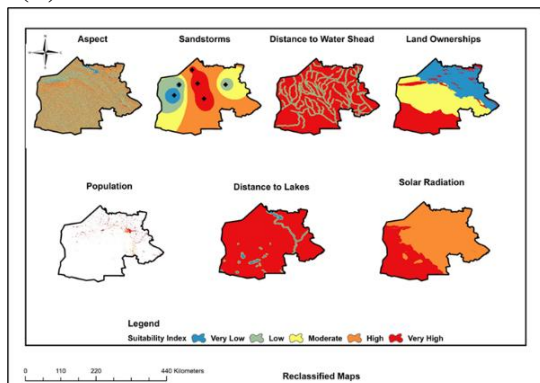 Aspect
Sandstorms
Distance to Water Shead
Land Ownerships
Population
Distance to Lakes
Solar Radiation
Legend
Suitability Index Very Low Low Moderate High Very High
0 110 220 440 Kilometers
Reclassified Maps